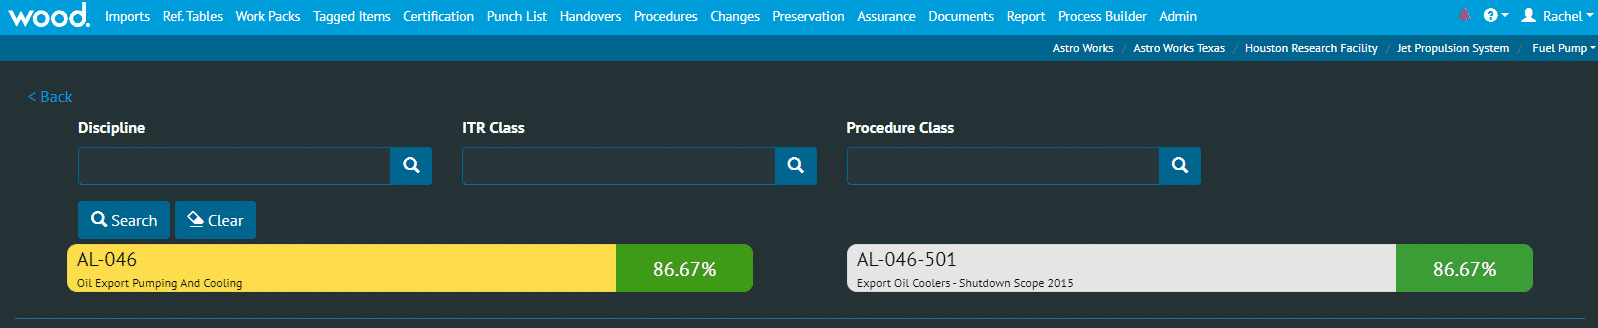 wood. Imports Ref. Tables Work Packs Tagged Items Certification Punch List Handovers Procedures Changes Preservation Assurance Documents Report Process Builder Admin Rachel
Astro Works / Astro Works Texas / Houston Research Facility / Jet Propulsion System / Fuel Pump
< Back
Discipline ITR Class Procedure Class
Search Clear
AL-046 86.67% AL-046-501 86.67%
Oil Export Pumping And Cooling Export Oil Coolers - Shutdown Scope 2015